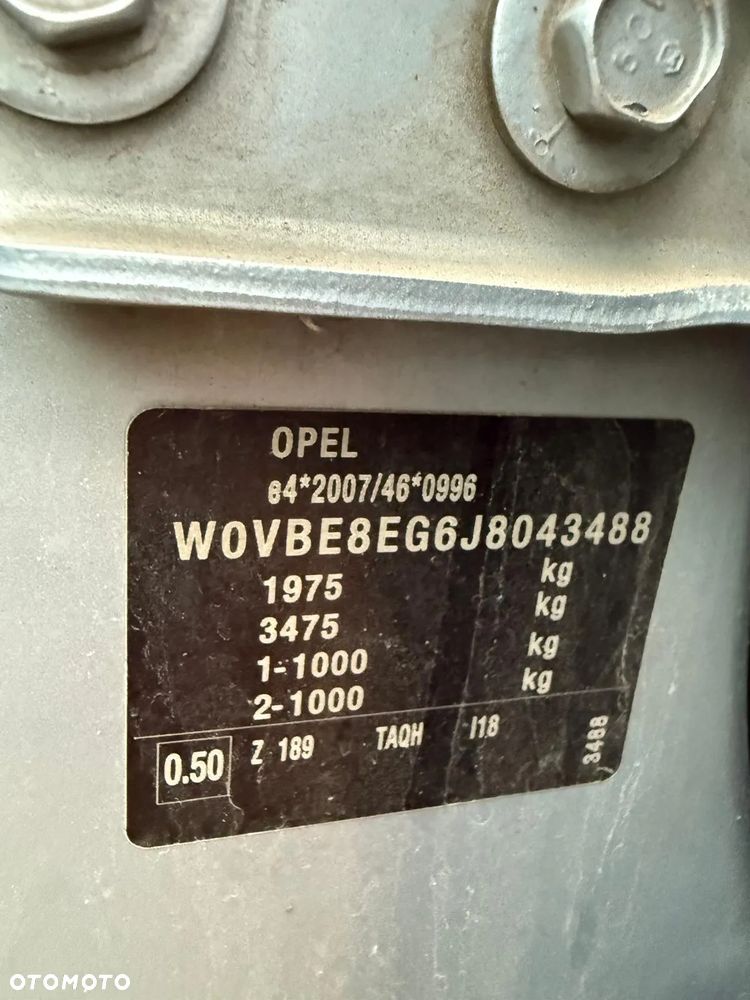 OPEL
e4*2007/46*0996
W0VBE8EG6J8043488
1975 kg
3475 kg
1-1000 kg
2-1000 kg
0.50 Z 189 TAQH I18 3488
OTOMOTO